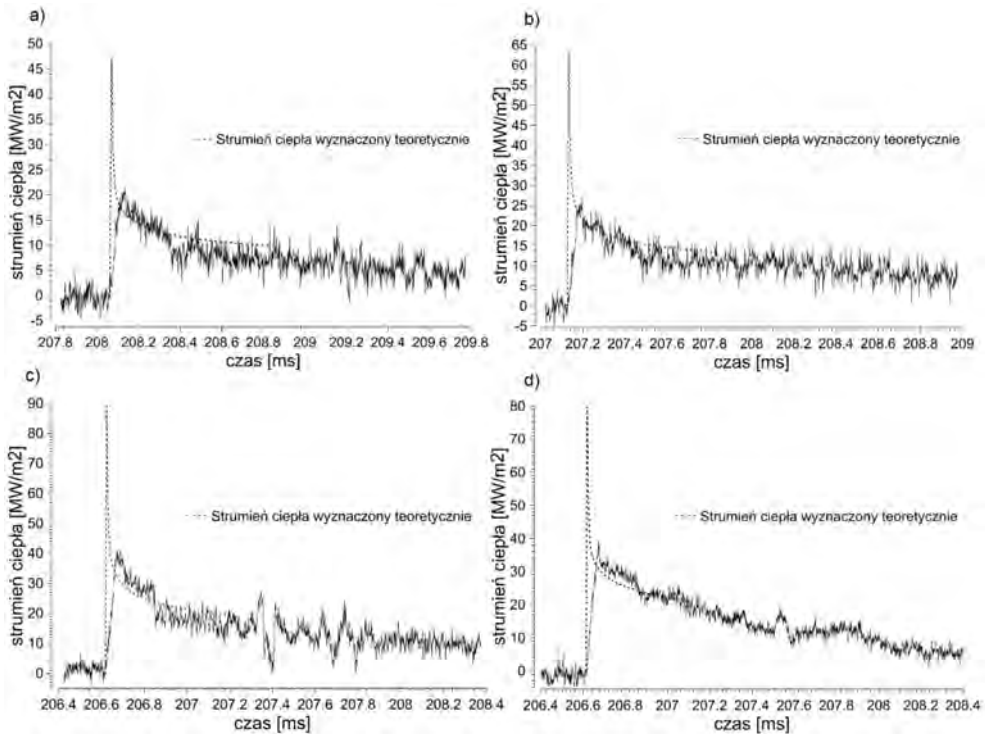 a)
50
45
40
35
30
25
20
15
10
5
0
-5
strumień ciepła [MW/m2]
Strumień ciepła wyznaczony teoretycznie
207.8 208 208.2 208.4 208.6 208.8 209 209.2 209.4 209.6 209.8
czas [ms]
b)
65
60
55
50
45
40
35
30
25
20
15
10
5
0
-5
strumień ciepła [MW/m2]
Strumień ciepła wyznaczony teoretycznie
207 207.2 207.4 207.6 207.8 208 208.2 208.4 208.6 208.8 209
czas [ms]
c)
90
80
70
60
50
40
30
20
10
0
strumień ciepła [MW/m2]
Strumień ciepła wyznaczony teoretycznie
206.4 206.6 206.8 207 207.2 207.4 207.6 207.8 208 208.2 208.4
czas [ms]
d)
80
70
60
50
40
30
20
10
0
strumień ciepła [MW/m2]
Strumień ciepła wyznaczony teoretycznie
206.4 206.6 206.8 207 207.2 207.4 207.6 207.8 208 208.2 208.4
czas [ms]